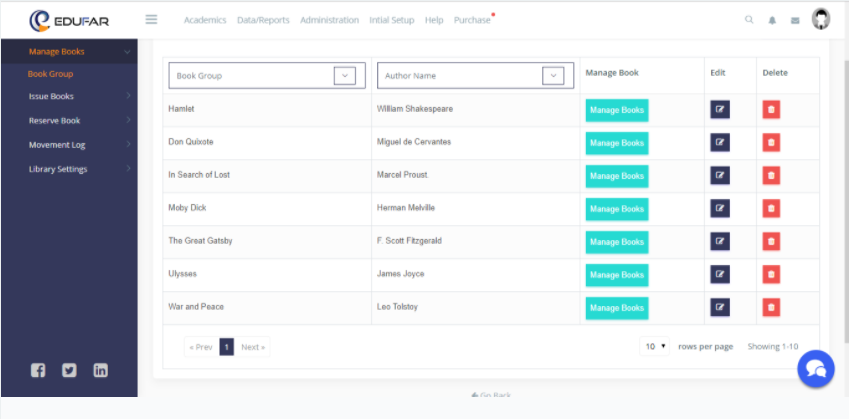 EDUFAR
Academics Data/Reports Administration Intial Setup Help Purchase
Manage Books
Book Group
Issue Books
Reserve Book
Movement Log
Library Settings
Book Group Author Name Manage Book Edit Delete
Hamlet William Shakespeare Manage Books
Don Quixote Miguel de Cervantes Manage Books
In Search of Lost Marcel Proust Manage Books
Moby Dick Herman Melville Manage Books
The Great Gatsby F. Scott Fitzgerald Manage Books
Ulysses James Joyce Manage Books
War and Peace Leo Tolstoy Manage Books
« Prev 1 Next » 10 rows per page Showing 1-10
Go Back